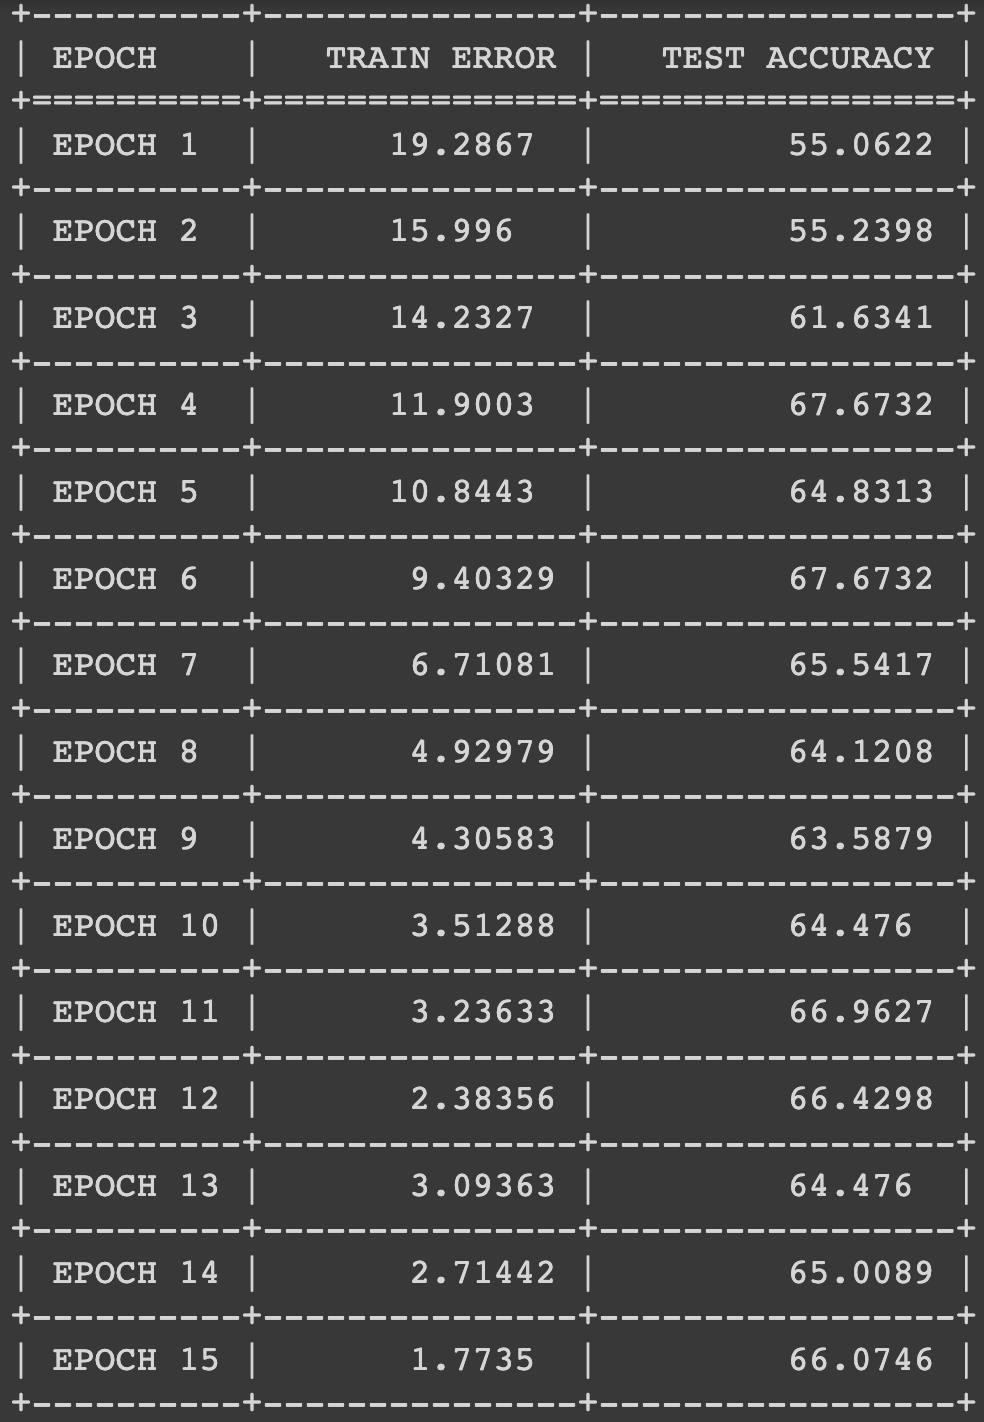 +----------+---------------+-----------------+
| EPOCH    |   TRAIN ERROR |   TEST ACCURACY |
+==========+===============+=================+
| EPOCH 1  |      19.2867  |         55.0622 |
+----------+---------------+-----------------+
| EPOCH 2  |      15.996   |         55.2398 |
+----------+---------------+-----------------+
| EPOCH 3  |      14.2327  |         61.6341 |
+----------+---------------+-----------------+
| EPOCH 4  |      11.9003  |         67.6732 |
+----------+---------------+-----------------+
| EPOCH 5  |      10.8443  |         64.8313 |
+----------+---------------+-----------------+
| EPOCH 6  |       9.40329 |         67.6732 |
+----------+---------------+-----------------+
| EPOCH 7  |       6.71081 |         65.5417 |
+----------+---------------+-----------------+
| EPOCH 8  |       4.92979 |         64.1208 |
+----------+---------------+-----------------+
| EPOCH 9  |       4.30583 |         63.5879 |
+----------+---------------+-----------------+
| EPOCH 10 |       3.51288 |         64.476  |
+----------+---------------+-----------------+
| EPOCH 11 |       3.23633 |         66.9627 |
+----------+---------------+-----------------+
| EPOCH 12 |       2.38356 |         66.4298 |
+----------+---------------+-----------------+
| EPOCH 13 |       3.09363 |         64.476  |
+----------+---------------+-----------------+
| EPOCH 14 |       2.71442 |         65.0089 |
+----------+---------------+-----------------+
| EPOCH 15 |       1.7735  |         66.0746 |
+----------+---------------+-----------------+